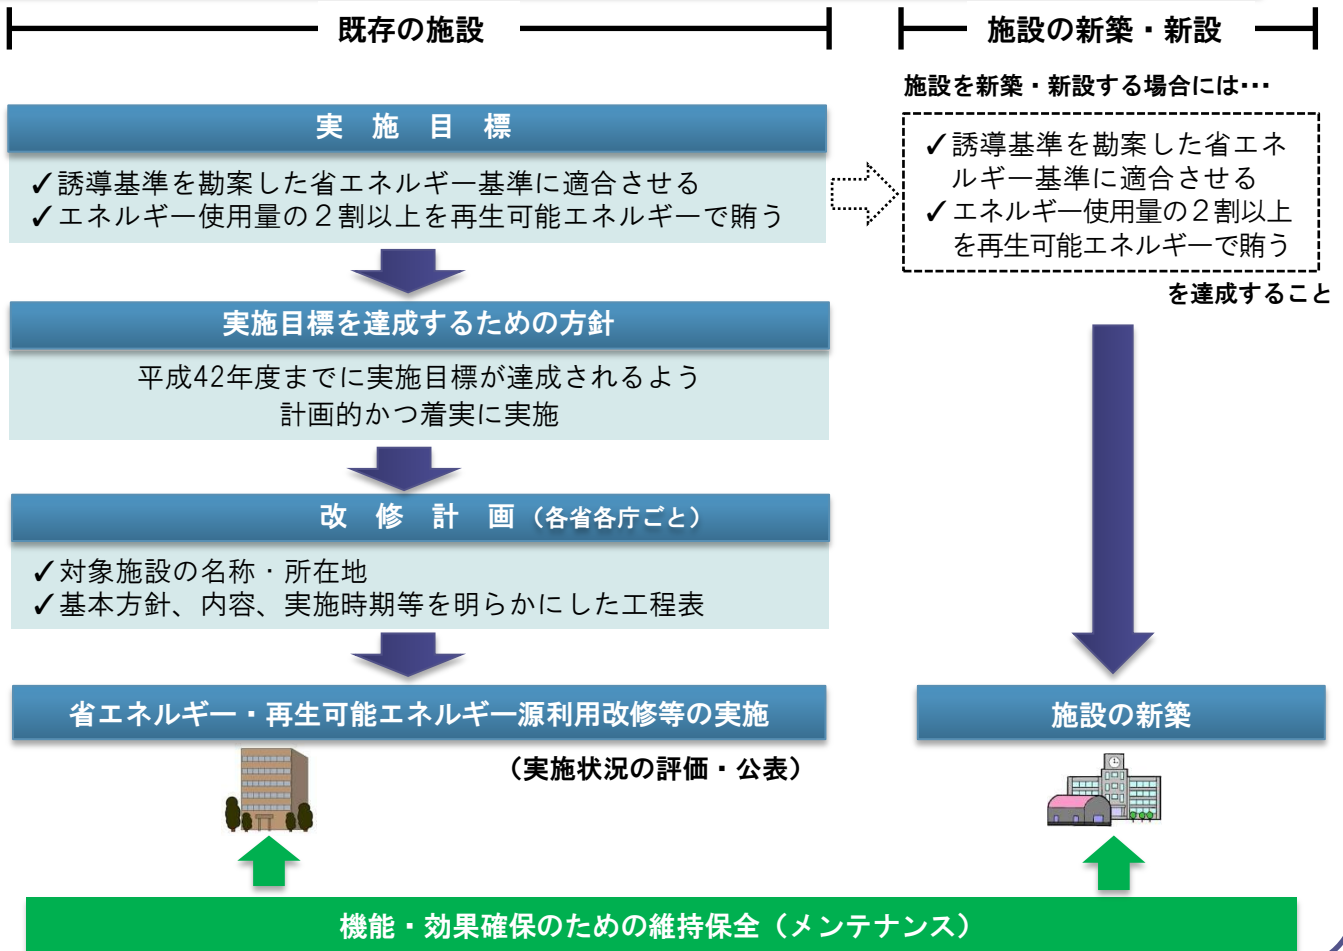 既存の施設
実施目標
✓誘導基準を勘案した省エネルギー基準に適合させる
✓エネルギー使用量の２割以上を再生可能エネルギーで賄う
実施目標を達成するための方針
平成42年度までに実施目標が達成されるよう
計画的かつ着実に実施
改修計画（各省各庁ごと）
✓対象施設の名称・所在地
✓基本方針、内容、実施時期等を明らかにした工程表
省エネルギー・再生可能エネルギー源利用改修等の実施
（実施状況の評価・公表）
施設の新築・新設
施設を新築・新設する場合には･･･
✓誘導基準を勘案した省エネ
ルギー基準に適合させる
✓エネルギー使用量の２割以上
を再生可能エネルギーで賄う
を達成すること
施設の新築
機能・効果確保のための維持保全（メンテナンス）